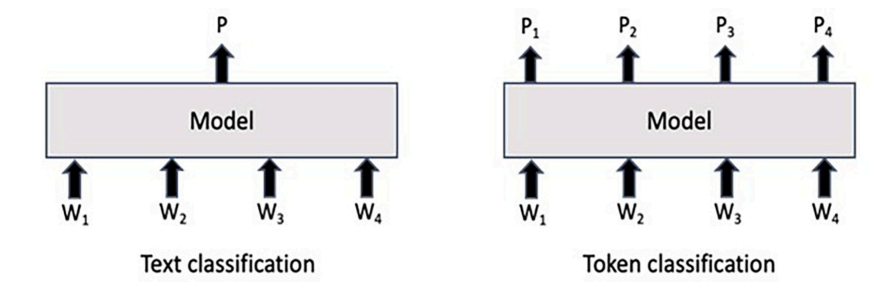 P P₁ P₂ P₃ P₄
Model Model
W₁ W₂ W₃ W₄ W₁ W₂ W₃ W₄
Text classification Token classification